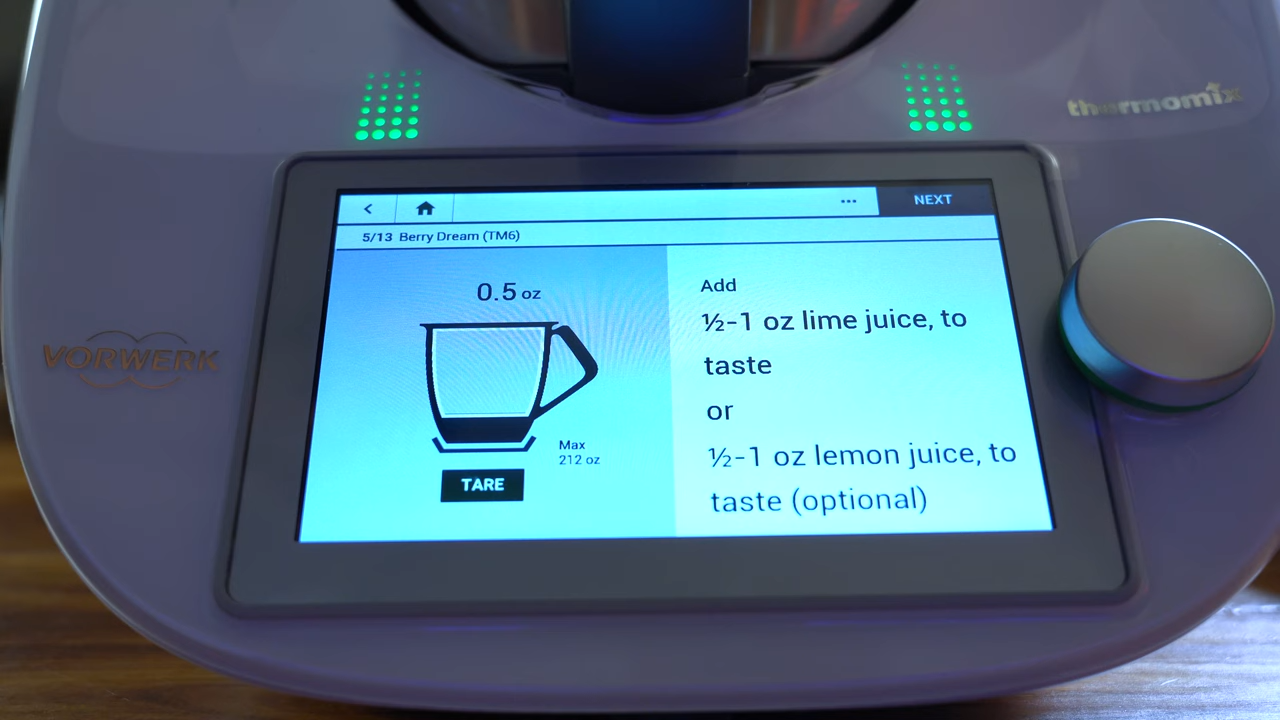 thermomix
NEXT
5/13 Berry Dream (TM6)
0.5 oz
Max
212 oz
TARE
Add
½-1 oz lime juice, to
taste
or
½-1 oz lemon juice, to
taste (optional)
VORWERK